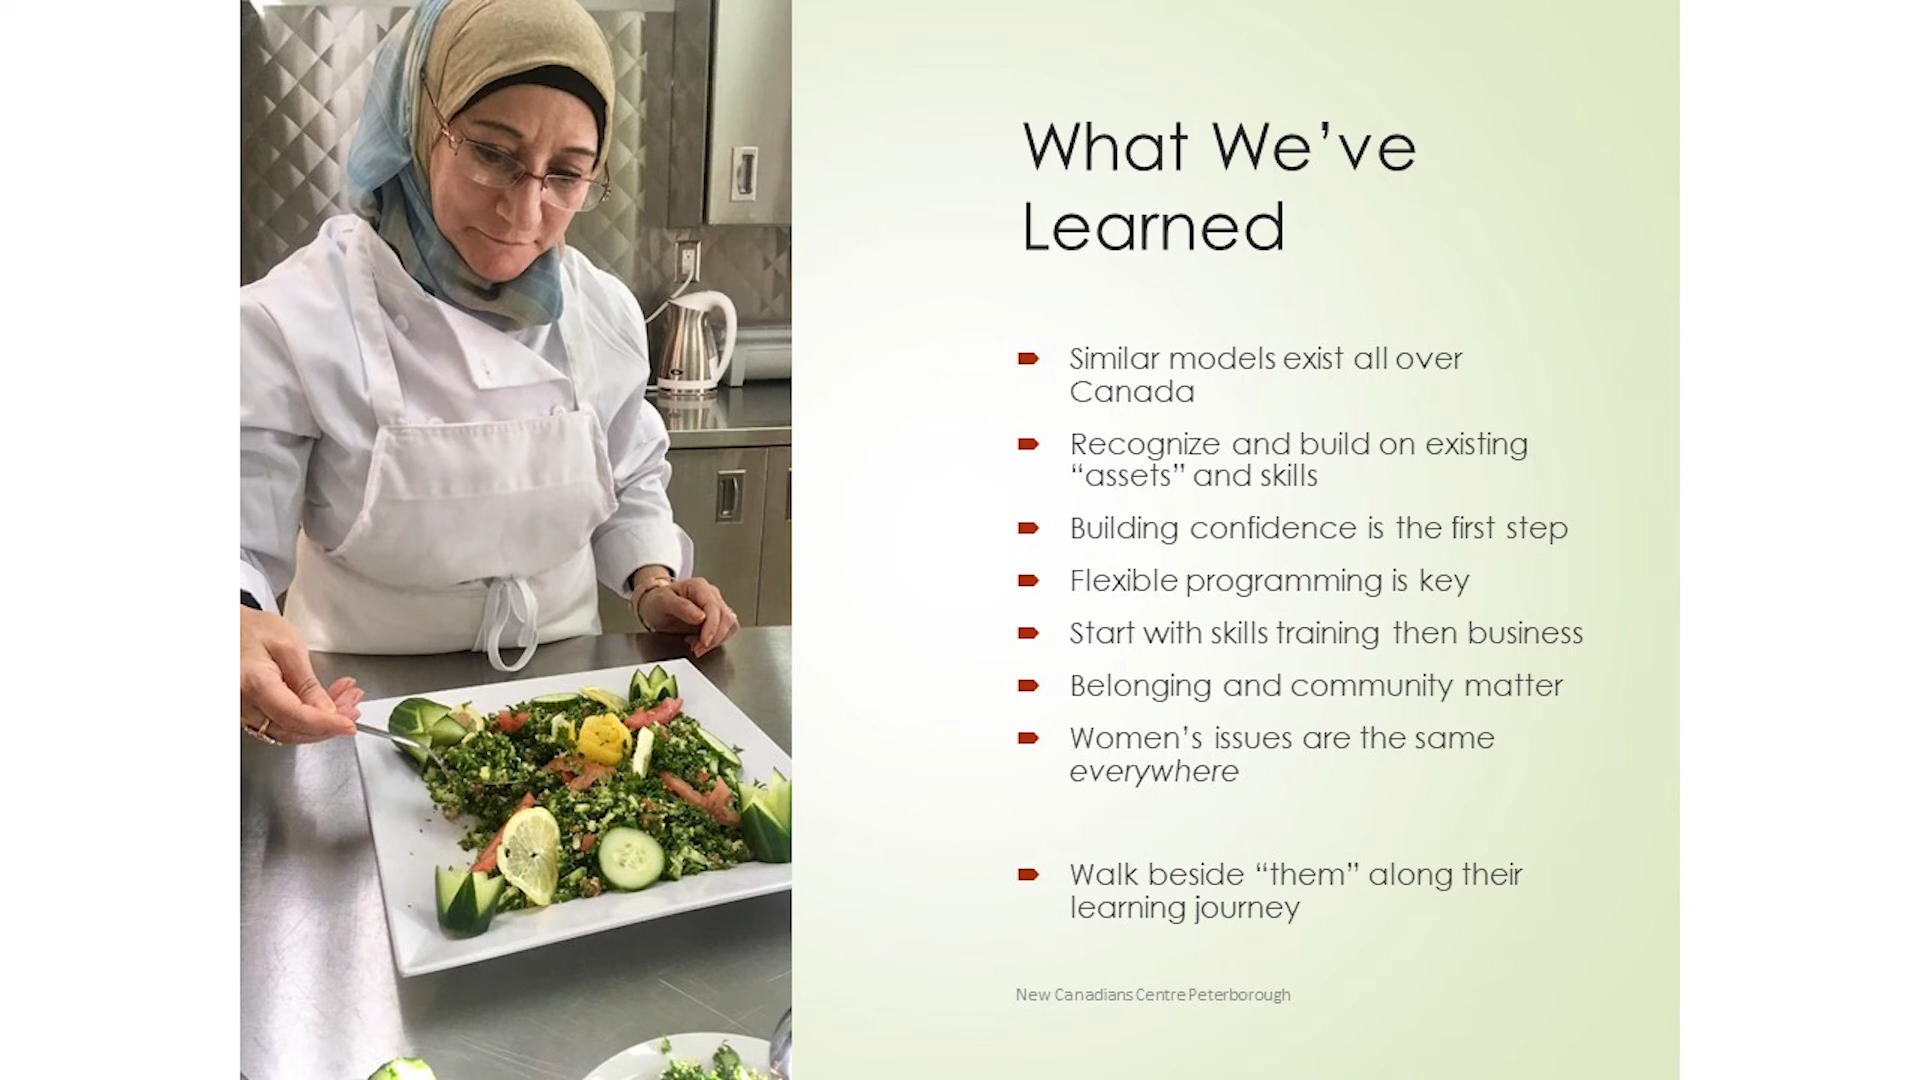 What We’ve
Learned
Similar models exist all over
Canada
Recognize and build on existing
“assets” and skills
Building confidence is the first step
Flexible programming is key
Start with skills training then business
Belonging and community matter
Women’s issues are the same
everywhere
Walk beside “them” along their
learning journey
New Canadians Centre Peterborough